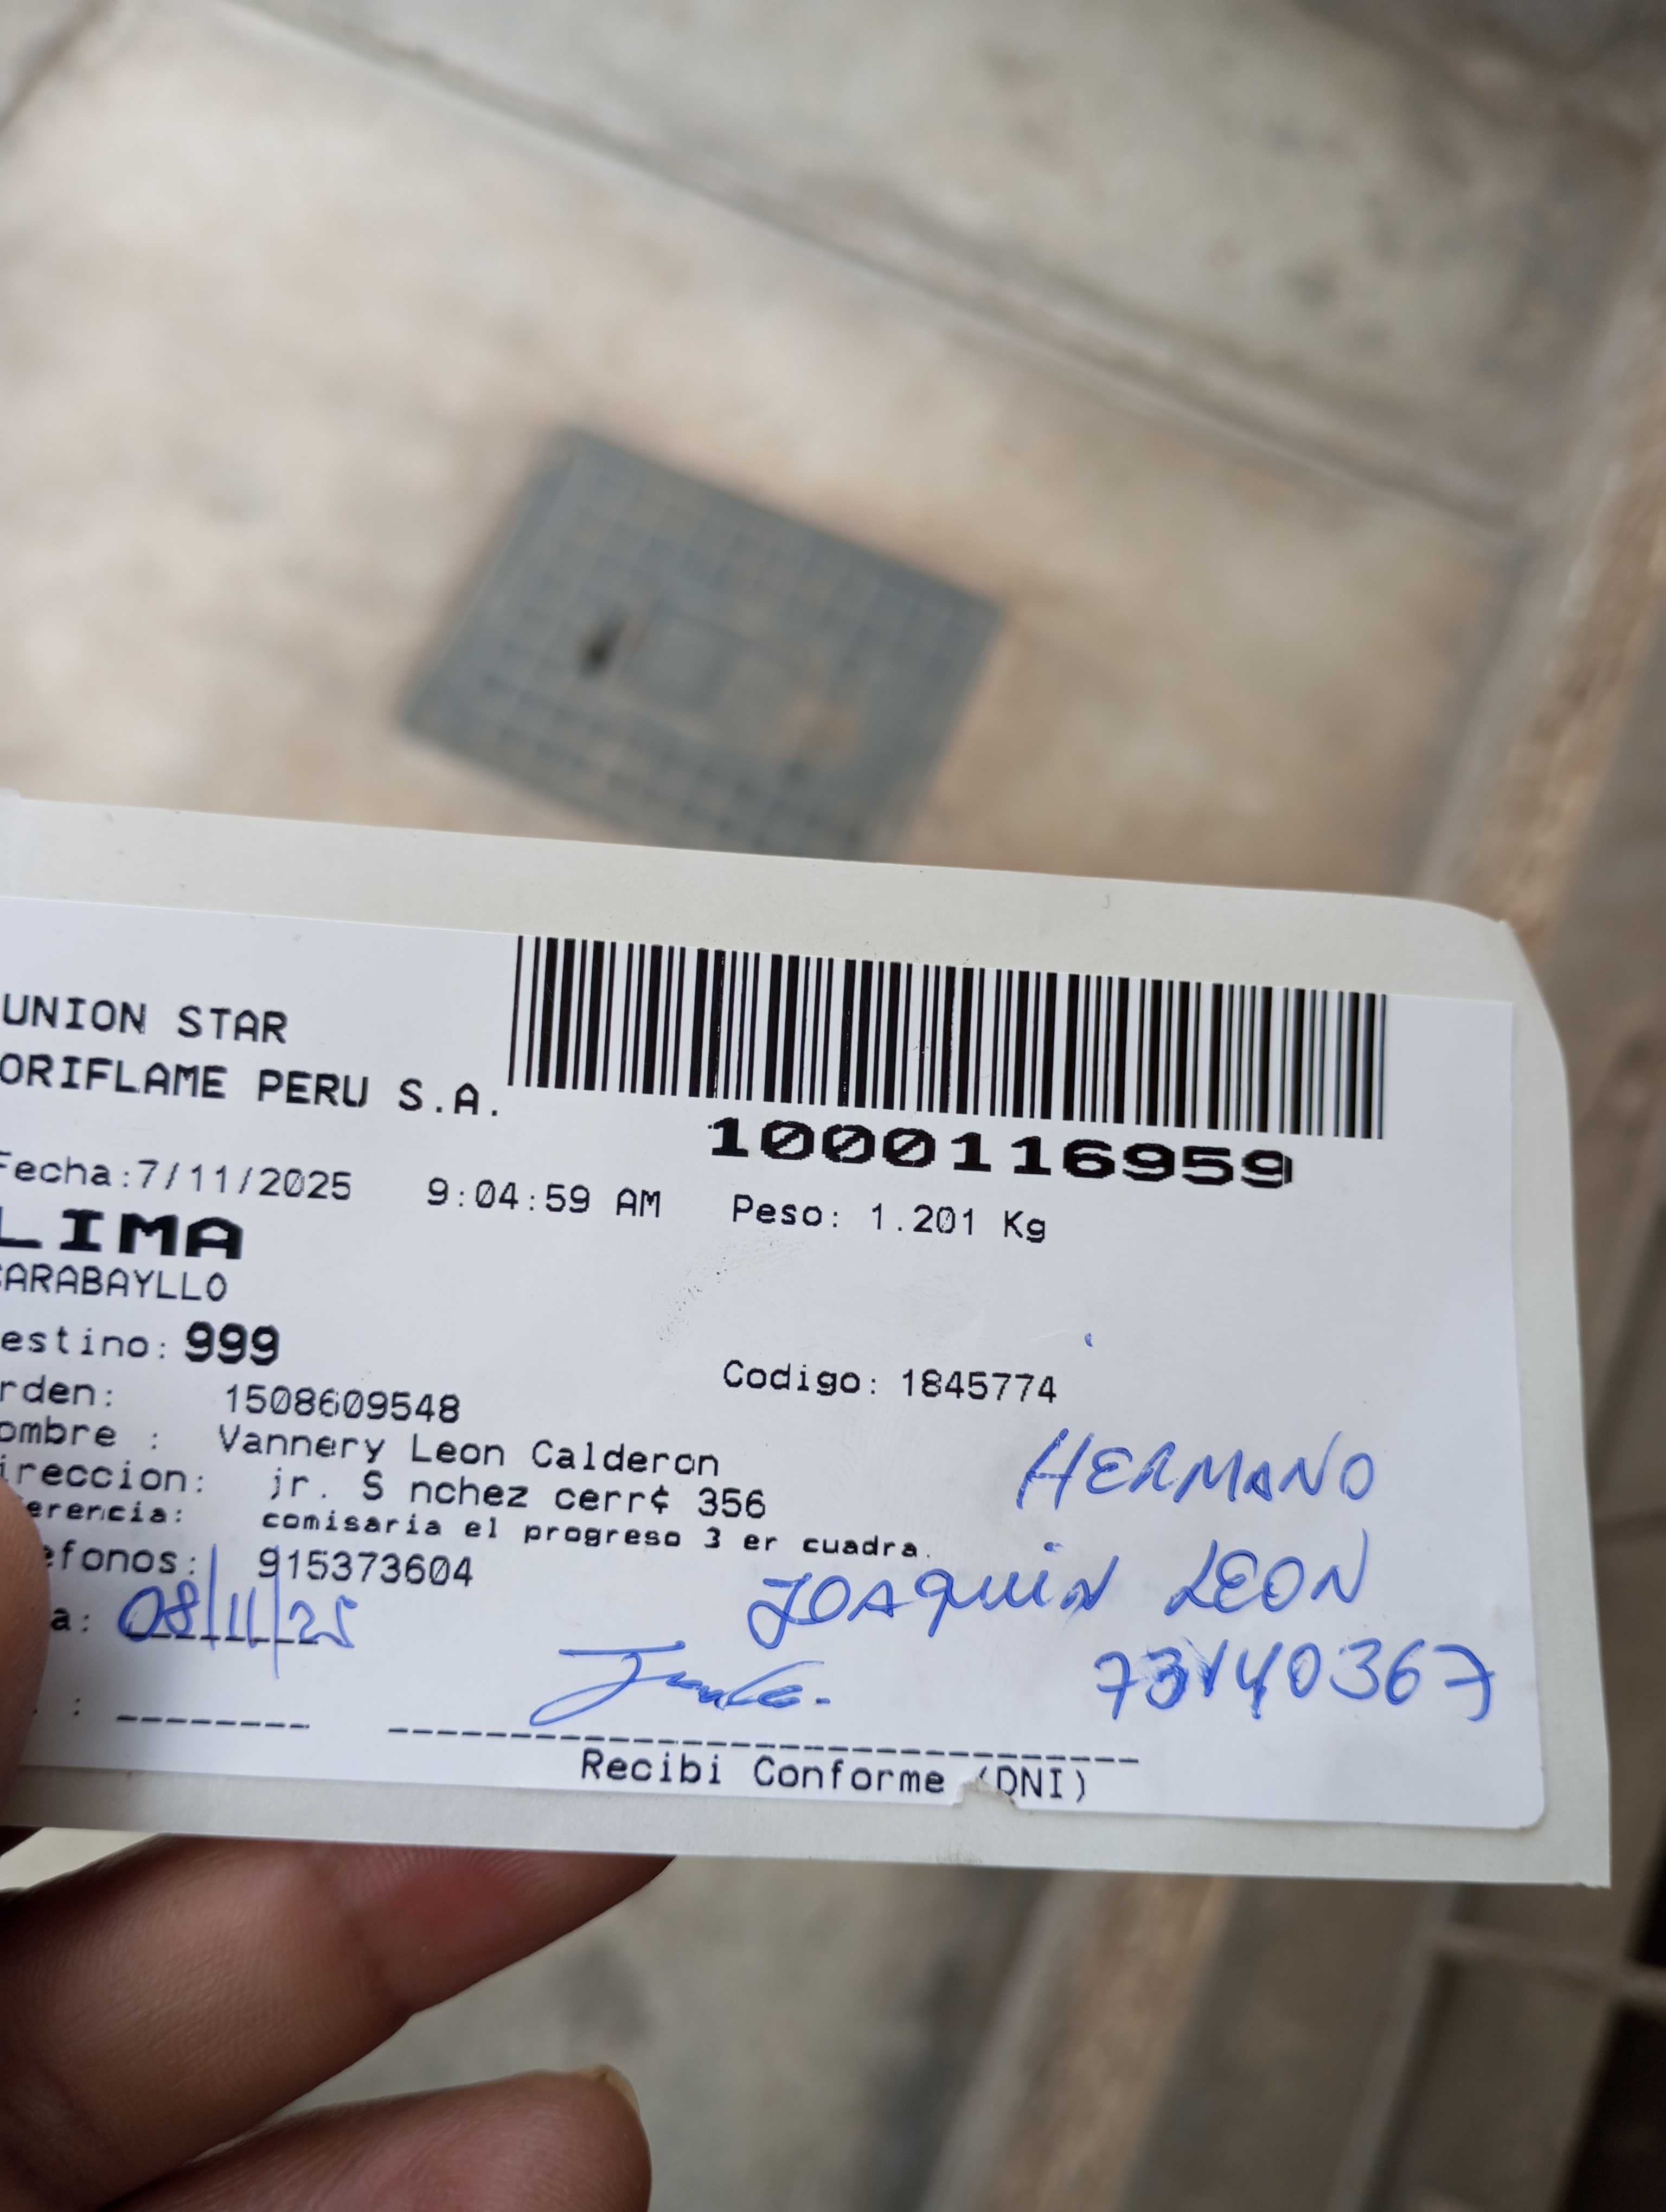 UNION STAR
ORIFLAME PERU S.A.
1000116959
Fecha:7/11/2025 9:04:59 AM Peso: 1.201 Kg
LIMA
CARABAYLLO
estino: 999
Codigo: 1845774
rden: 1508609548
ombre : Vannery Leon Calderon
ireccion: jr. S nchez cerr¢ 356
erencia: comisaria el progreso 3 er cuadra.
efonos: 915373604
HERMANO
JOAQUIN LEON
a: 08/11/25
73140367
Recibi Conforme (DNI)